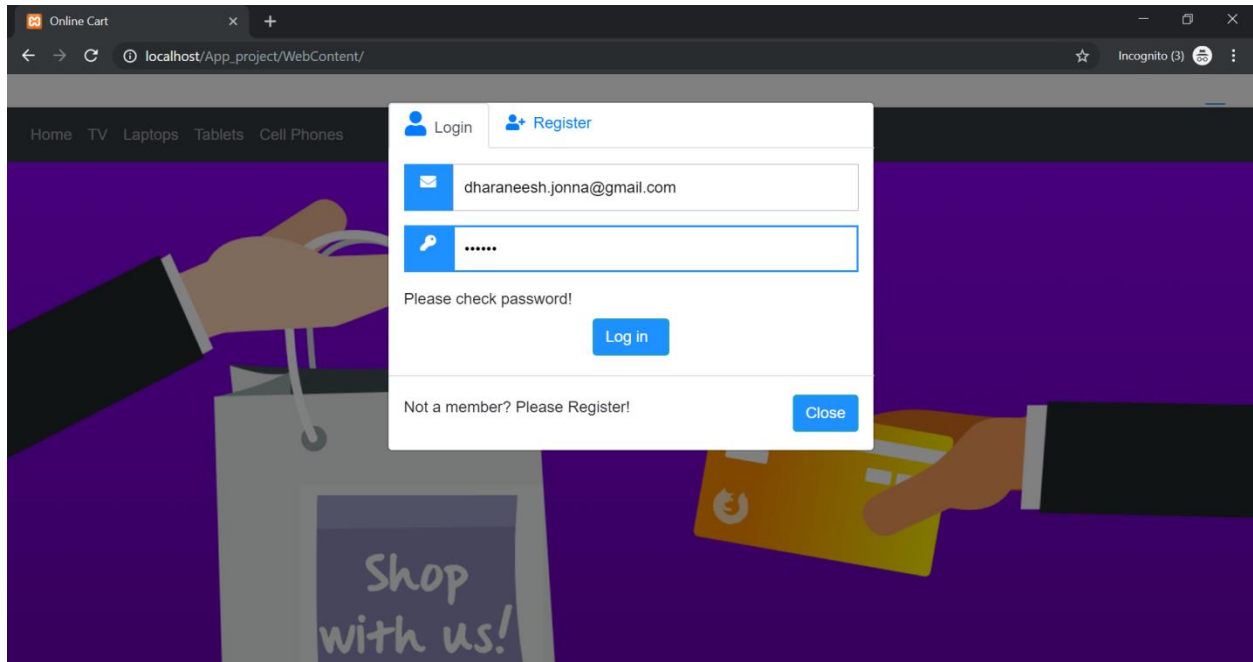 Online Cart
localhost/App_project/WebContent/
Incognito (3)
Home TV Laptops Tablets Cell Phones
Login
Register
dharaneesh.jonna@gmail.com
Please check password!
Log in
Not a member? Please Register!
Close
Shop
with us!